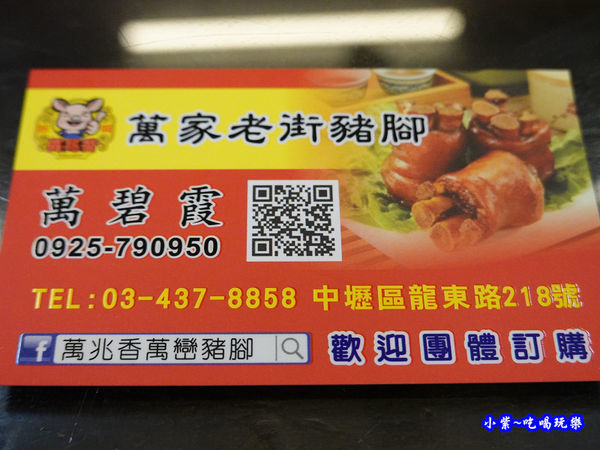 萬家老街豬腳
萬碧霞
0925-790950
TEL:03-437-8858 中壢區龍東路218號
萬兆香萬巒豬腳
歡迎團體訂購
小紫~吃喝玩樂